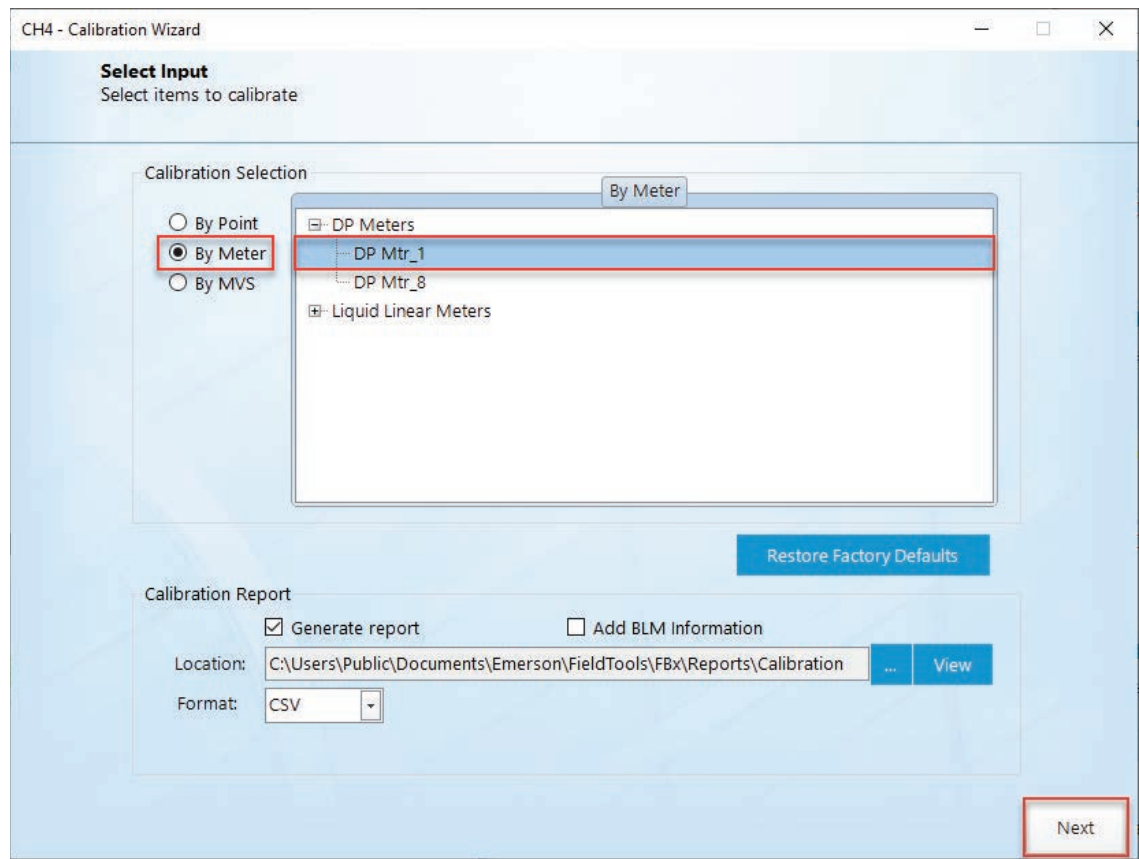 CH4 - Calibration Wizard
Select Input
Select items to calibrate
Calibration Selection
By Meter
By Point
By Meter
By MVS
DP Meters
DP Mtr_1
DP Mtr_8
Liquid Linear Meters
Restore Factory Defaults
Calibration Report
Generate report
Add BLM Information
Location: C:\Users\Public\Documents\Emerson\FieldTools\FBx\Reports\Calibration ... View
Format: CSV
Next